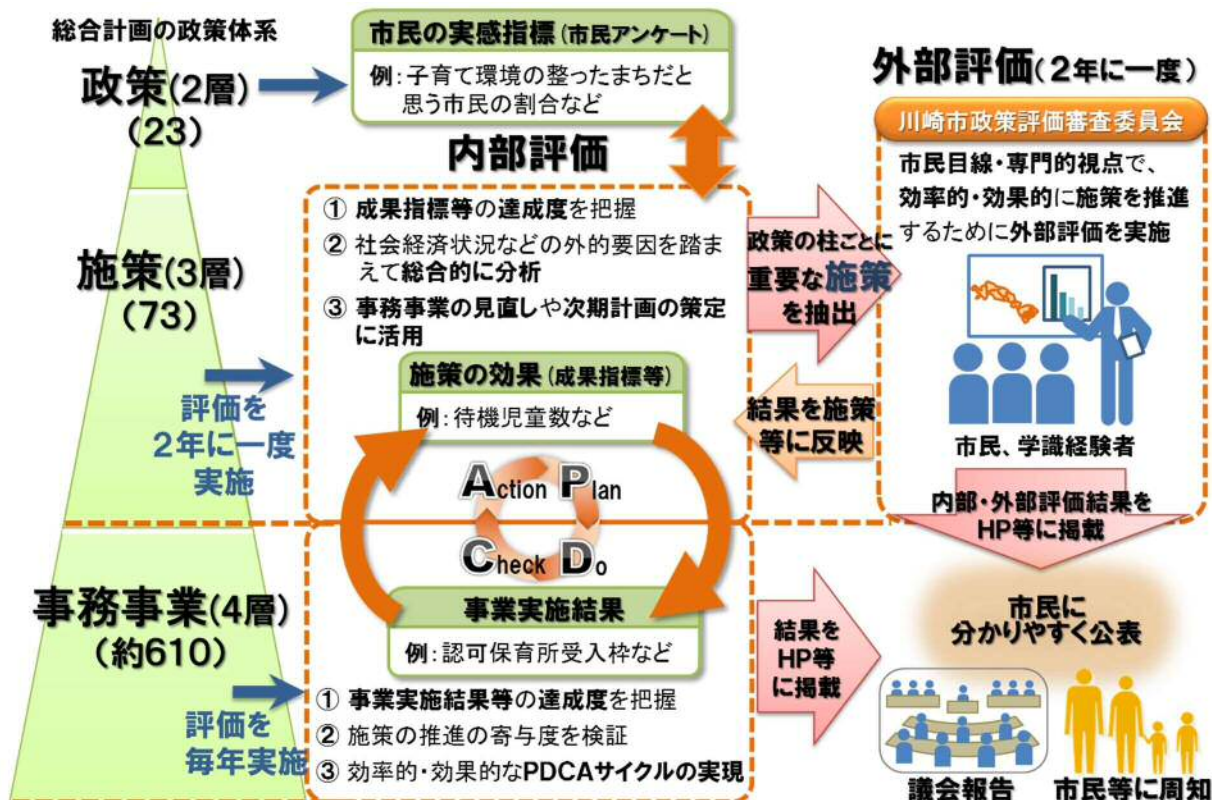 総合計画の政策体系
政策(2層)
(23)
施策(3層)
(73)
評価を
2年に一度
実施
事務事業(4層)
(約610)
評価を
毎年実施
市民の実感指標(市民アンケート)
例:子育て環境の整ったまちだと
思う市民の割合など
内部評価
① 成果指標等の達成度を把握
② 社会経済状況などの外的要因を踏ま
えて総合的に分析
③ 事務事業の見直しや次期計画の策定
に活用
施策の効果(成果指標等)
例:待機児童数など
Action Plan
Check Do
事業実施結果
例:認可保育所受入枠など
① 事業実施結果等の達成度を把握
② 施策の推進の寄与度を検証
③ 効率的・効果的なPDCAサイクルの実現
政策の柱ごとに
重要な施策
を抽出
結果を施策
等に反映
結果を
HP等
に掲載
外部評価(2年に一度)
川崎市政策評価審査委員会
市民目線・専門的視点で、
効率的・効果的に施策を推進
するために外部評価を実施
市民、学識経験者
内部・外部評価結果を
HP等に掲載
市民に
分かりやすく公表
議会報告
市民等に周知